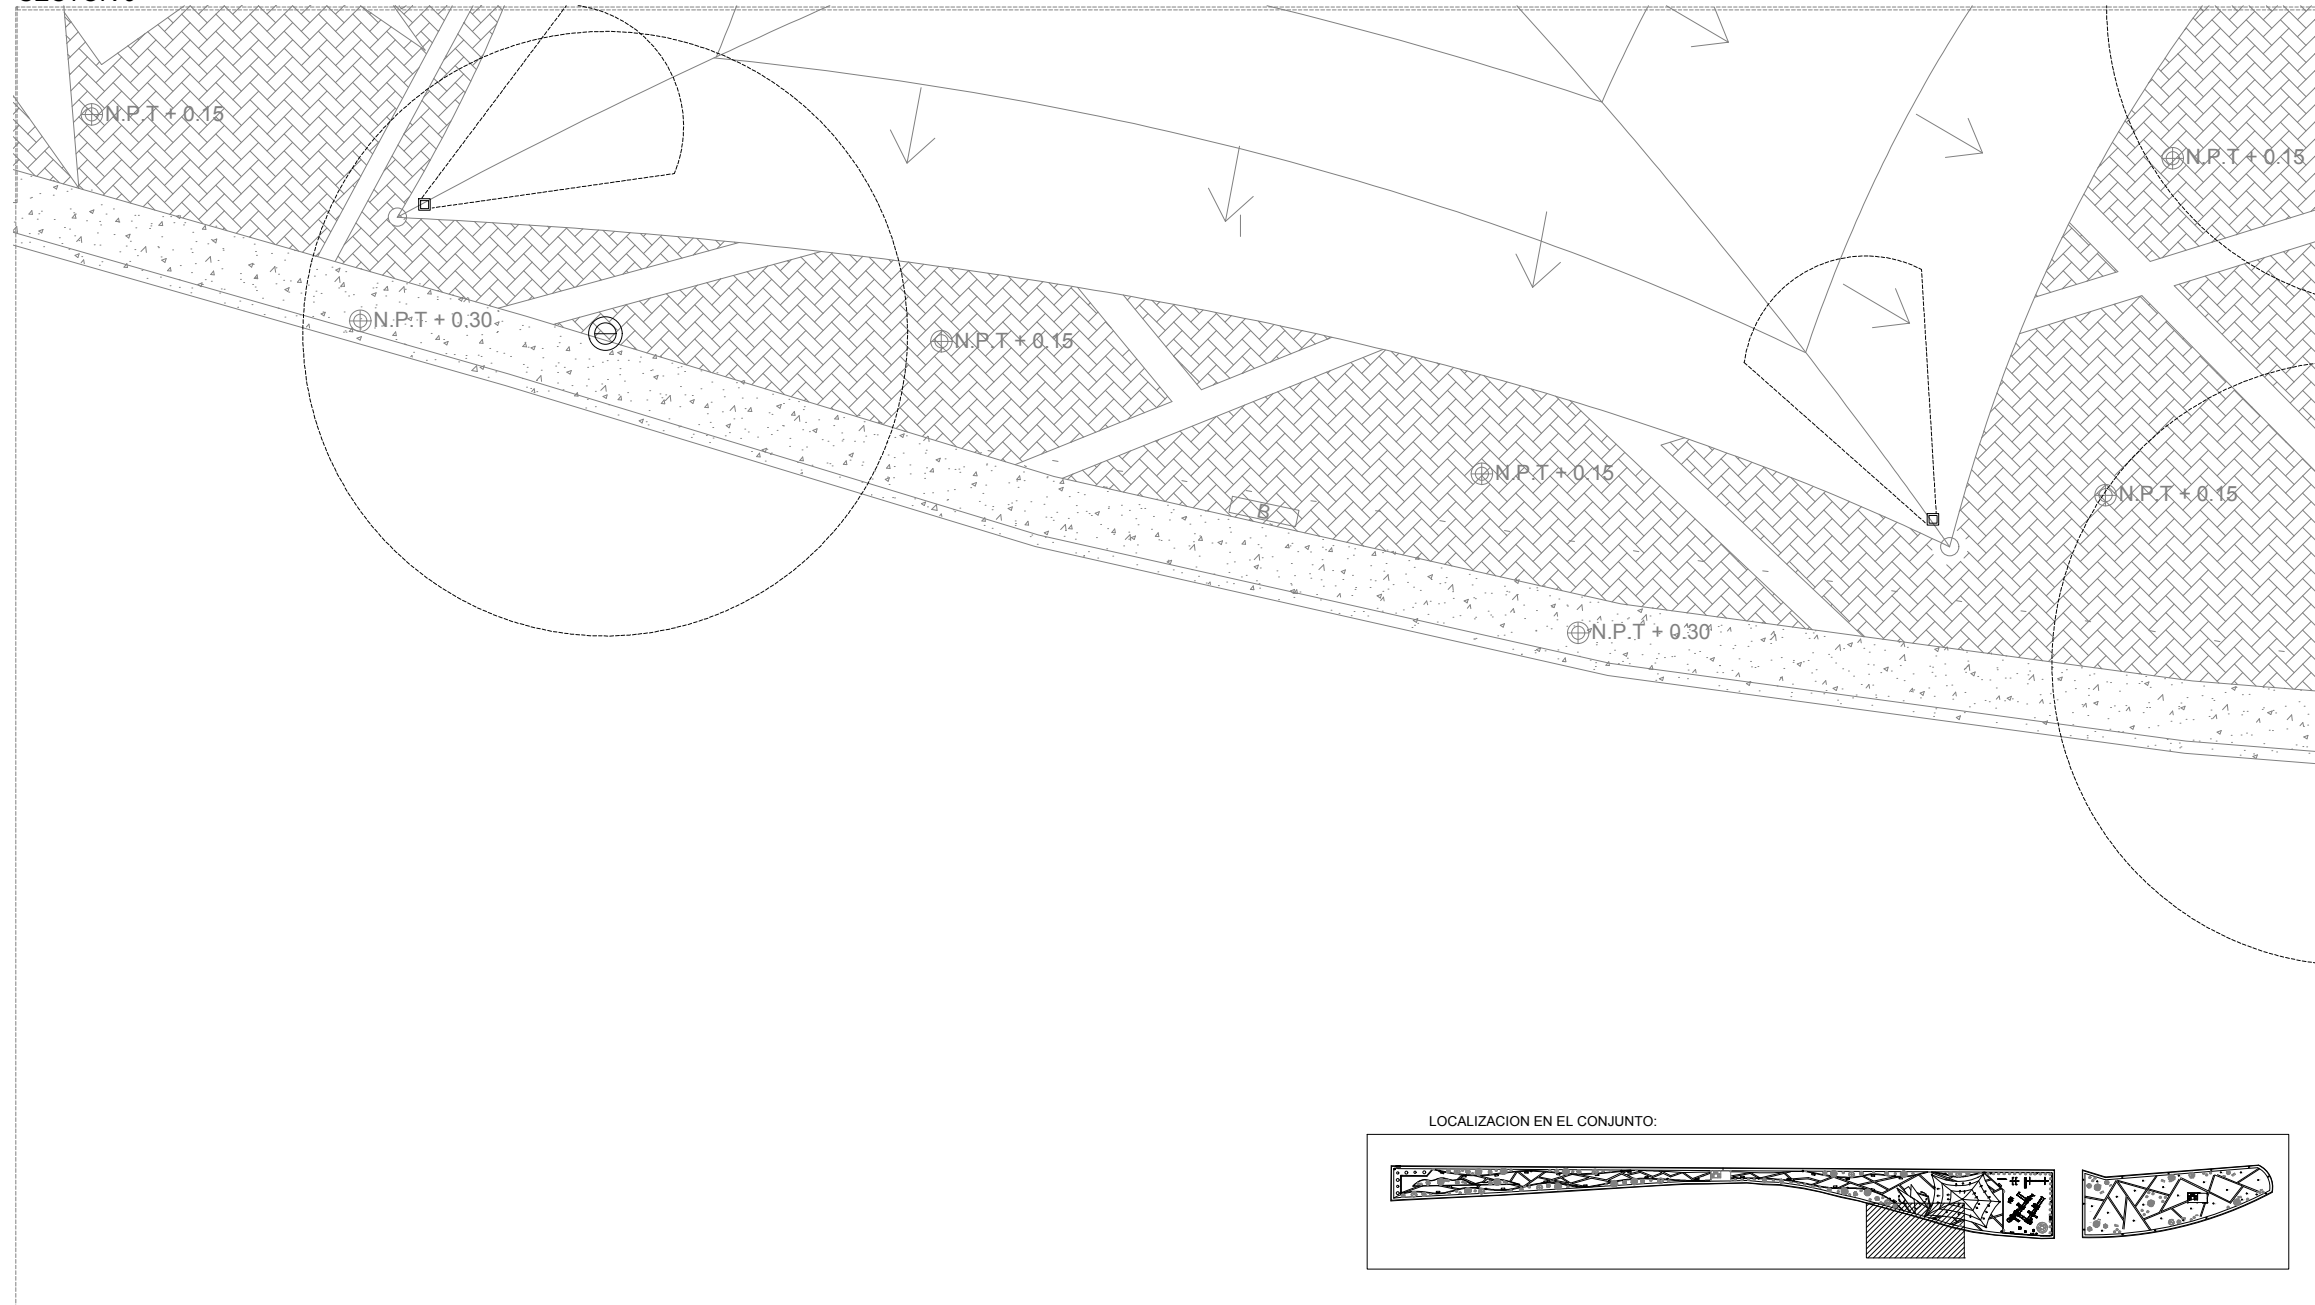 N.P.T + 0.15
N.P.T + 0.15
N.P.T + 0.30
N.P.T + 0.15
N.P.T + 0.15
N.P.T + 0.15
B
N.P.T + 0.30
LOCALIZACION EN EL CONJUNTO: